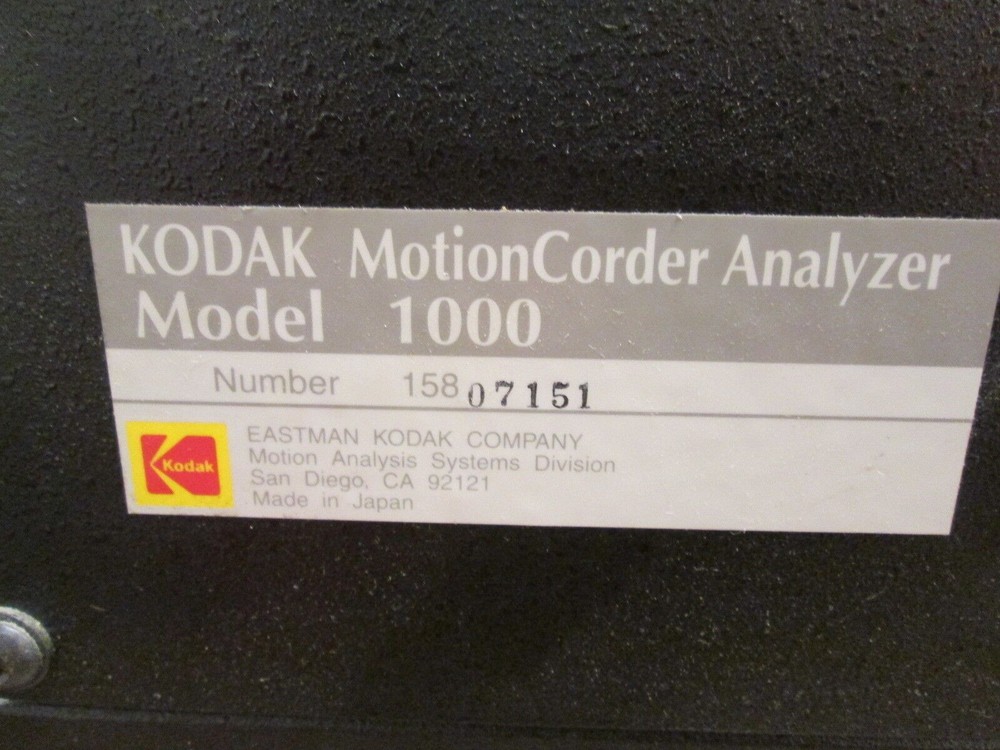 KODAK MotionCorder Analyzer
Model 1000
Number 15807151
Kodak
EASTMAN KODAK COMPANY
Motion Analysis Systems Division
San Diego, CA 92121
Made in Japan